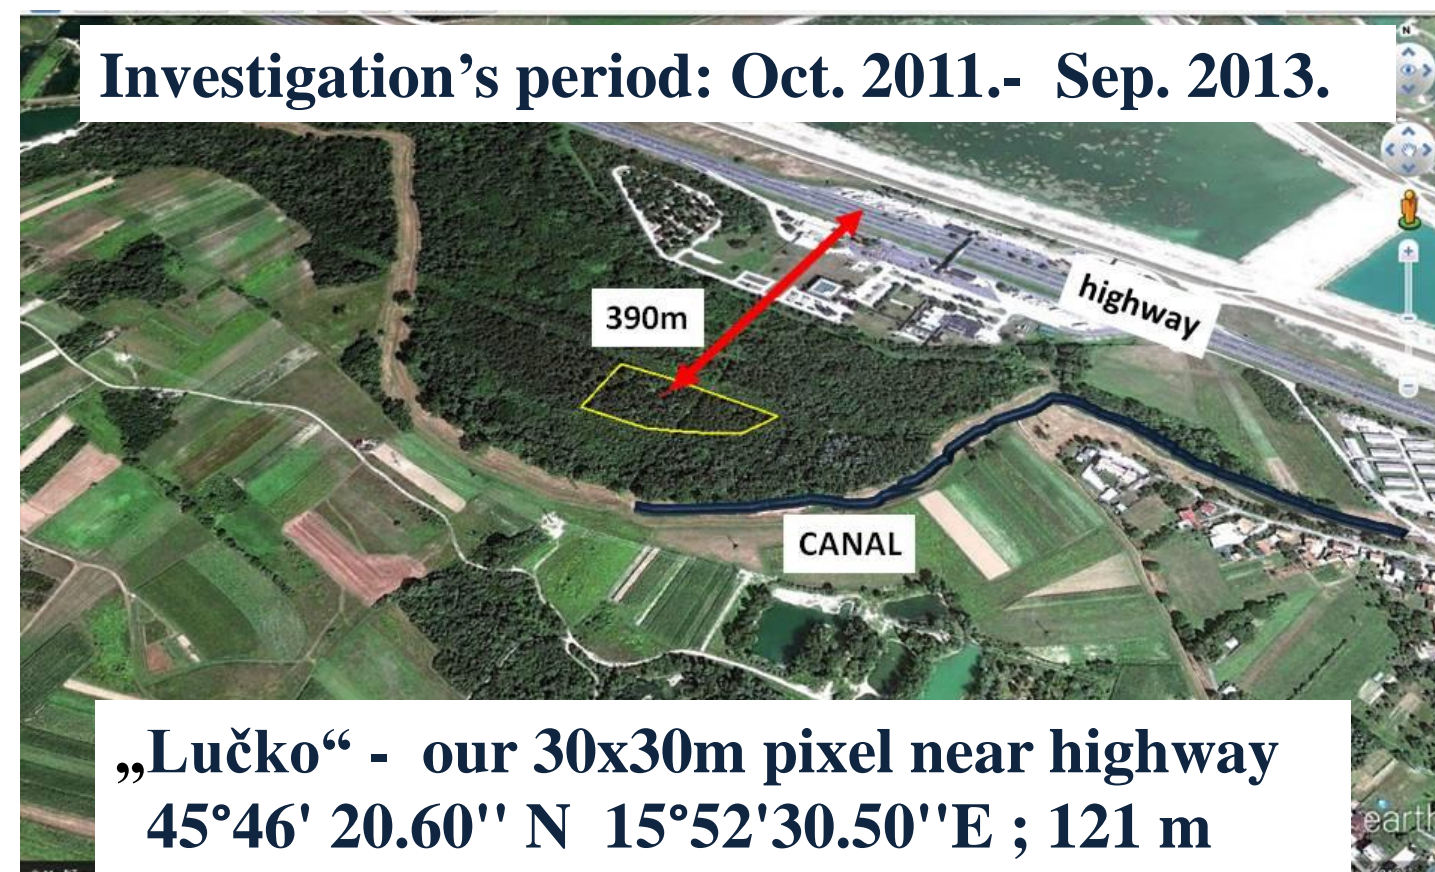 Investigation’s period: Oct. 2011.- Sep. 2013.
N
390m
highway
CANAL
„Lučko“ - our 30x30m pixel near highway
45°46' 20.60'' N 15°52'30.50''E ; 121 m
earth